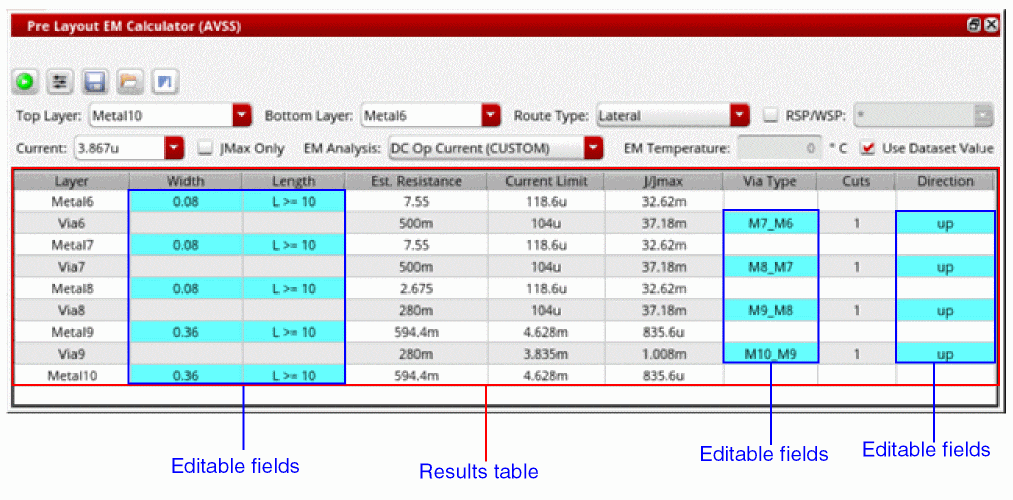 Pre Layout EM Calculator (AVSS)
Top Layer: Metal10 Bottom Layer: Metal6 Route Type: Lateral RSP/WSP: *
Current: 3.867u JMax Only EM Analysis: DC Op Current (CUSTOM) EM Temperature: 0 ° C Use Dataset Value
Layer Width Length Est. Resistance Current Limit J/Jmax Via Type Cuts Direction
Metal6 0.08 L >= 10 7.55 118.6u 32.62m
Via6 500m 104u 37.18m M7_M6 1 up
Metal7 0.08 L >= 10 7.55 118.6u 32.62m
Via7 500m 104u 37.18m M8_M7 1 up
Metal8 0.08 L >= 10 2.675 118.6u 32.62m
Via8 280m 104u 37.18m M9_M8 1 up
Metal9 0.36 L >= 10 594.4m 4.628m 835.6u
Via9 280m 3.835m 1.008m M10_M9 1 up
Metal10 0.36 L >= 10 594.4m 4.628m 835.6u
Editable fields Results table Editable fields Editable fields